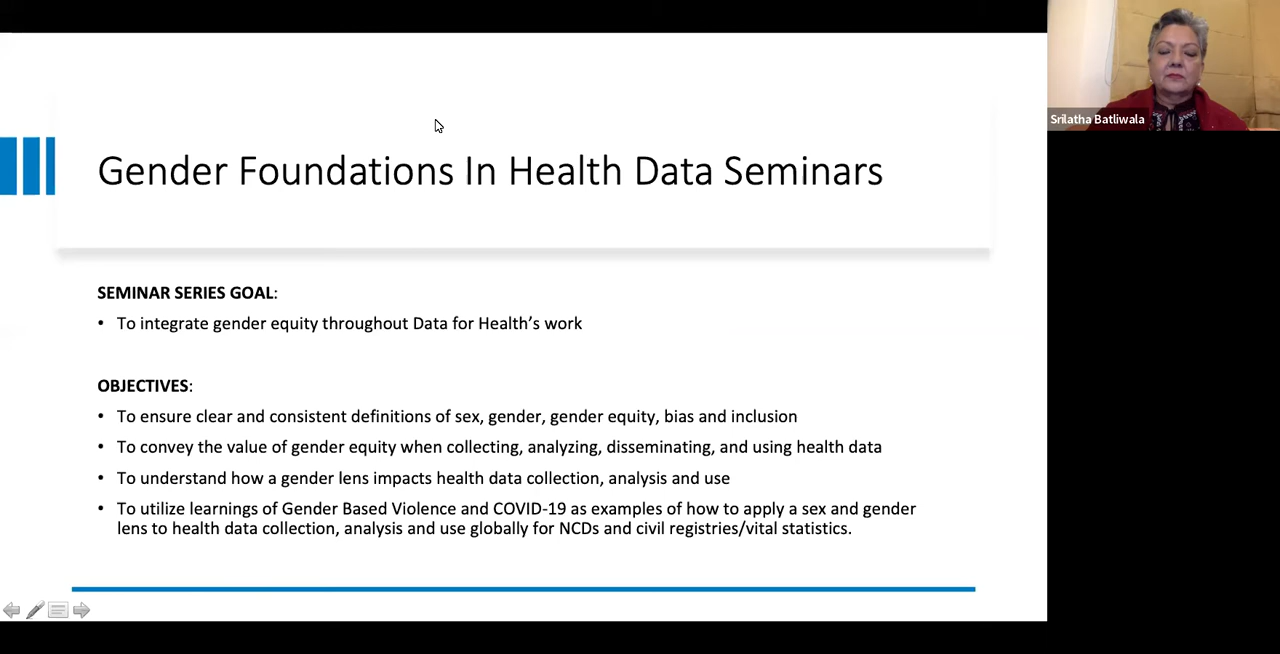 Gender Foundations In Health Data Seminars
SEMINAR SERIES GOAL:
• To integrate gender equity throughout Data for Health’s work
OBJECTIVES:
• To ensure clear and consistent definitions of sex, gender, gender equity, bias and inclusion
• To convey the value of gender equity when collecting, analyzing, disseminating, and using health data
• To understand how a gender lens impacts health data collection, analysis and use
• To utilize learnings of Gender Based Violence and COVID-19 as examples of how to apply a sex and gender
lens to health data collection, analysis and use globally for NCDs and civil registries/vital statistics.
Srilatha Batliwala